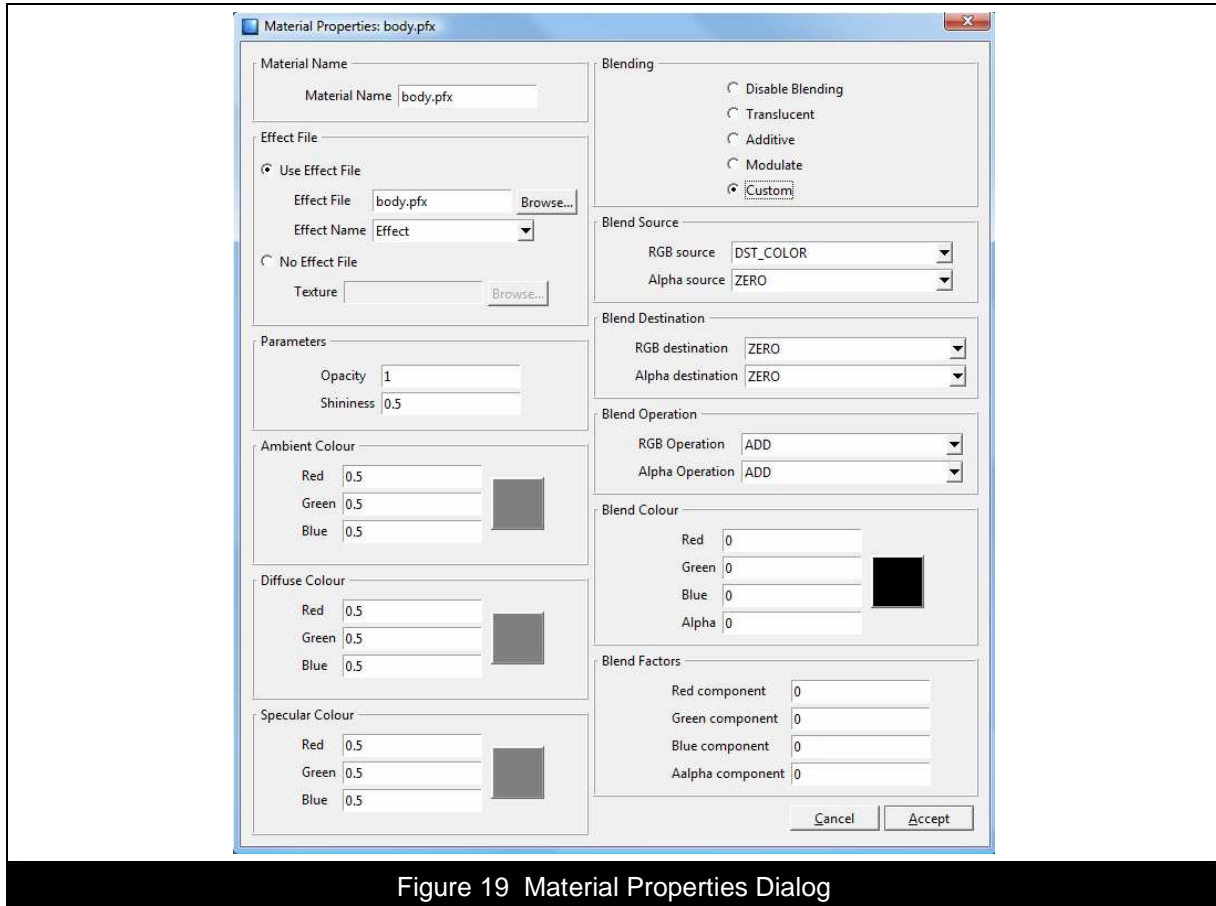 Material Properties: body.pfx
Material Name
Material Name body.pfx
Effect File
Use Effect File
Effect File body.pfx Browse...
Effect Name Effect
No Effect File
Texture Browse...
Parameters
Opacity 1
Shininess 0.5
Ambient Colour
Red 0.5
Green 0.5
Blue 0.5
Diffuse Colour
Red 0.5
Green 0.5
Blue 0.5
Specular Colour
Red 0.5
Green 0.5
Blue 0.5
Blending
Disable Blending
Translucent
Additive
Modulate
Custom
Blend Source
RGB source DST_COLOR
Alpha source ZERO
Blend Destination
RGB destination ZERO
Alpha destination ZERO
Blend Operation
RGB Operation ADD
Alpha Operation ADD
Blend Colour
Red 0
Green 0
Blue 0
Alpha 0
Blend Factors
Red component 0
Green component 0
Blue component 0
Aalpha component 0
Cancel Accept
Figure 19 Material Properties Dialog